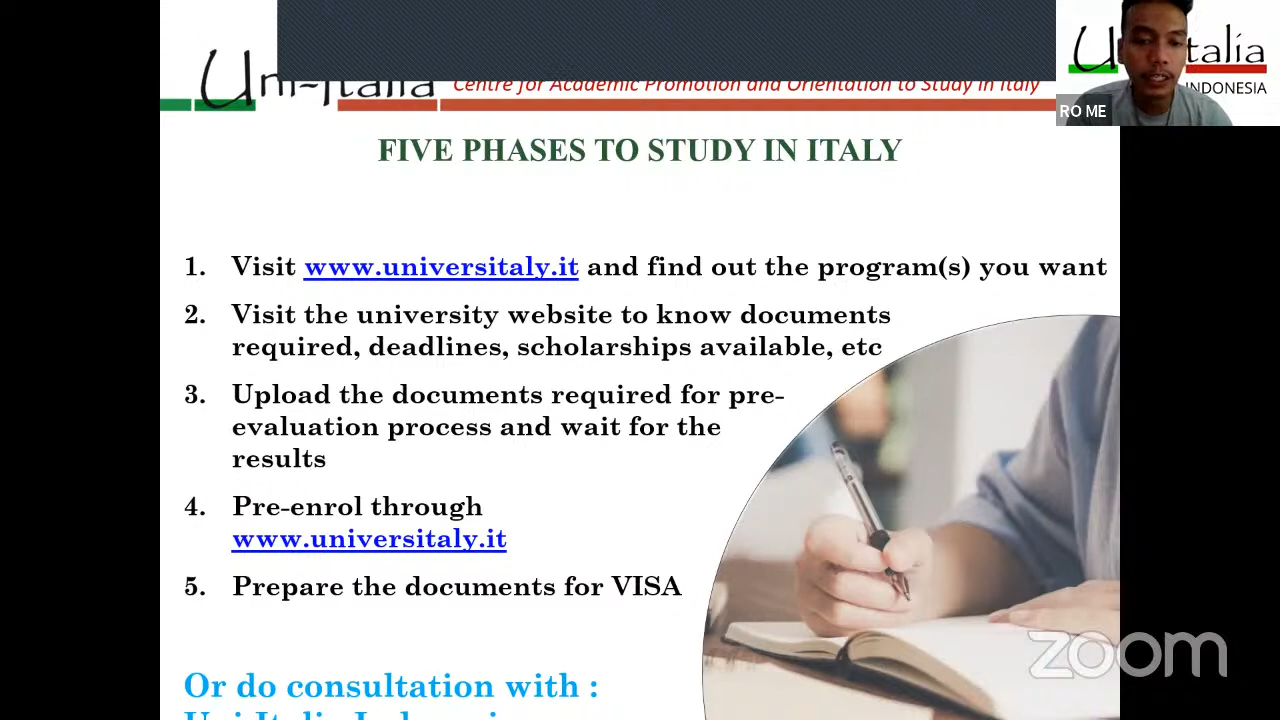 Uni-Italia
Centre for Academic Promotion and Orientation to Study in Italy
INDONESIA
RO ME
FIVE PHASES TO STUDY IN ITALY
1. Visit www.universitaly.it and find out the program(s) you want
2. Visit the university website to know documents
required, deadlines, scholarships available, etc
3. Upload the documents required for pre-
evaluation process and wait for the
results
4. Pre-enrol through
www.universitaly.it
5. Prepare the documents for VISA
zoom
Or do consultation with :